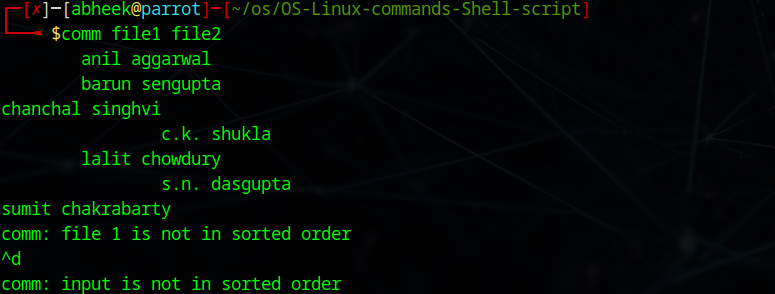 ┌─[✗]─[abheek@parrot]─[~/os/OS-Linux-commands-Shell-script]
└──╼ $comm file1 file2
        anil aggarwal
        barun sengupta
chanchal singhvi
                c.k. shukla
        lalit chowdury
                s.n. dasgupta
sumit chakrabarty
comm: file 1 is not in sorted order
^d
comm: input is not in sorted order